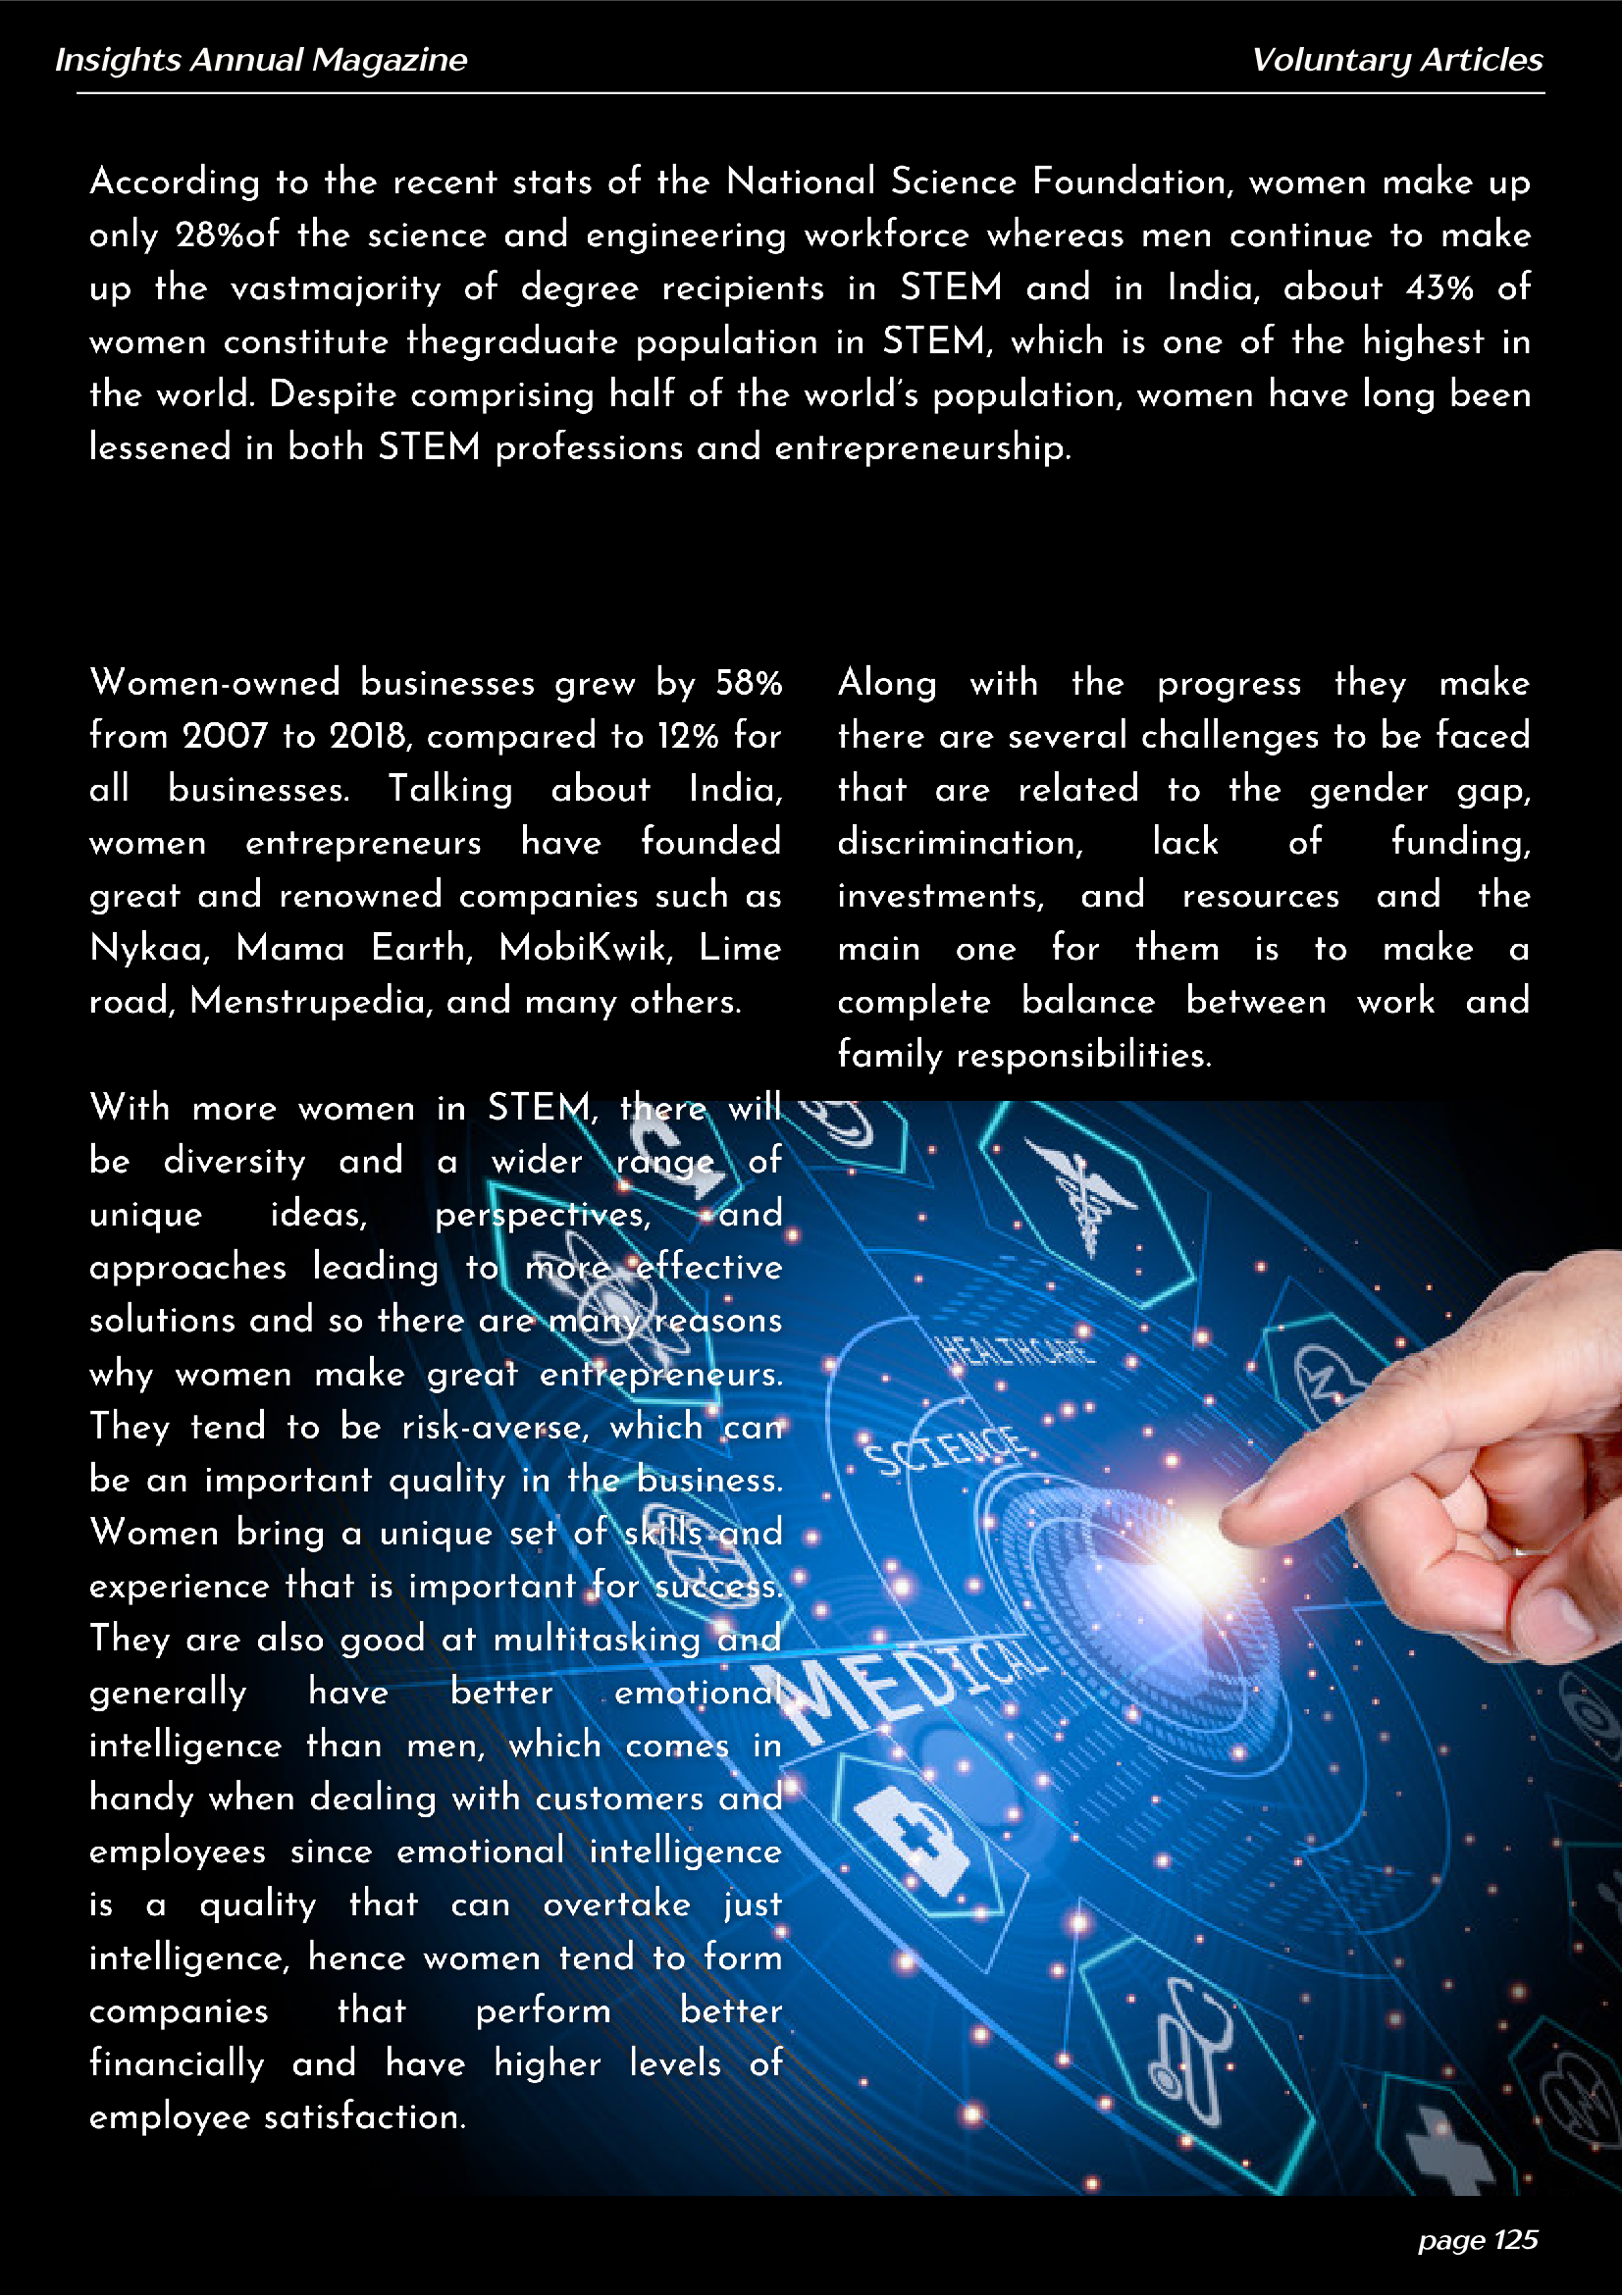 Insights Annual Magazine
Voluntary Articles
According to the recent stats of the National Science Foundation, women make up
only 28%of the science and engineering workforce whereas men continue to make
up the vastmajority of degree recipients in STEM and in India, about 43% of
women constitute thegraduate population in STEM, which is one of the highest in
the world. Despite comprising half of the world's population, women have long been
lessened in both STEM professions and entrepreneurship.
Women-owned businesses grew by 58%
from 2007 to 2018, compared to 12% for
all businesses. Talking about India,
women entrepreneurs have founded
great and renowned companies such as
Nykaa, Mama Earth, MobiKwik, Lime
road, Menstrupedia, and many others.
With more women in STEM, there will
be diversity and a wider range of
unique ideas, perspectives, and
approaches leading to more effective
solutions and so there are many reasons
why women make great entrepreneurs.
They tend to be risk-averse, which can
be an important quality in the business.
Women bring a unique set of skills and
experience that is important for success.
They are also good at multitasking and
generally have better emotional
intelligence than men, which comes in
handy when dealing with customers and
employees since emotional intelligence
is a quality that can overtake just
intelligence, hence women tend to form
companies that perform better
financially and have higher levels of
employee satisfaction.
Along with the progress they make
there are several challenges to be faced
that are related to the gender gap,
discrimination, lack of funding,
investments, and resources and the
main one for them is to make a
complete balance between work and
family responsibilities.
HEALTHCARE
SCIENCE
MEDICAL
page 125